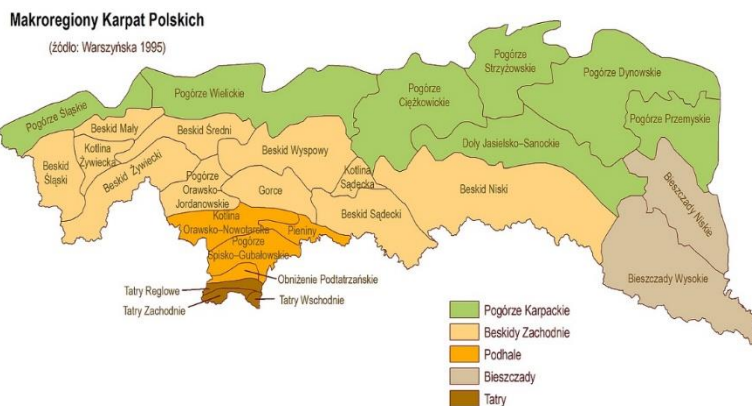 Makroregiony Karpat Polskich
(żódło: Warszyńska 1995)
Pogórze Śląskie
Pogórze Wielickie
Pogórze
Ciężkowickie
Pogórze
Strzyżowskie
Pogórze Dynowskie
Pogórze Przemyskie
Doły Jasielsko–Sanockie
Beskid Mały
Beskid Średni
Kotlina
Żywiecka
Beskid
Śląski
Beskid Żywiecki
Beskid Wyspowy
Pogórze
Orawsko–
Jordanowskie
Gorce
Kotlina
Sądecka
Beskid Sądecki
Beskid Niski
Bieszczady Niskie
Bieszczady Wysokie
Kotlina
Orawsko–Nowotarska
Pieniny
Pogórze
Spisko–Gubałowskie
Obniżenie Podtatrzańskie
Tatry Reglowe
Tatry Zachodnie
Tatry Wschodnie
Pogórze Karpackie
Beskidy Zachodnie
Podhale
Bieszczady
Tatry